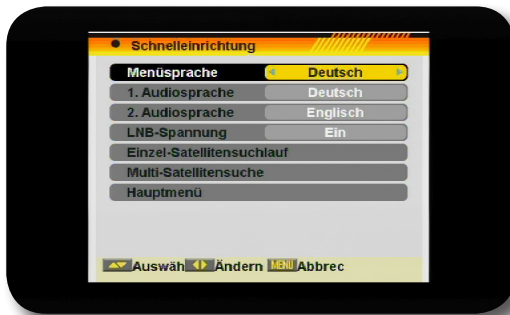 Schnelleinrichtung
Menüsprache Deutsch
1. Audiosprache Deutsch
2. Audiosprache Englisch
LNB-Spannung Ein
Einzel-Satellitensuchlauf
Multi-Satellitensuche
Hauptmenü
Auswäh Ändern MENU Abbrec